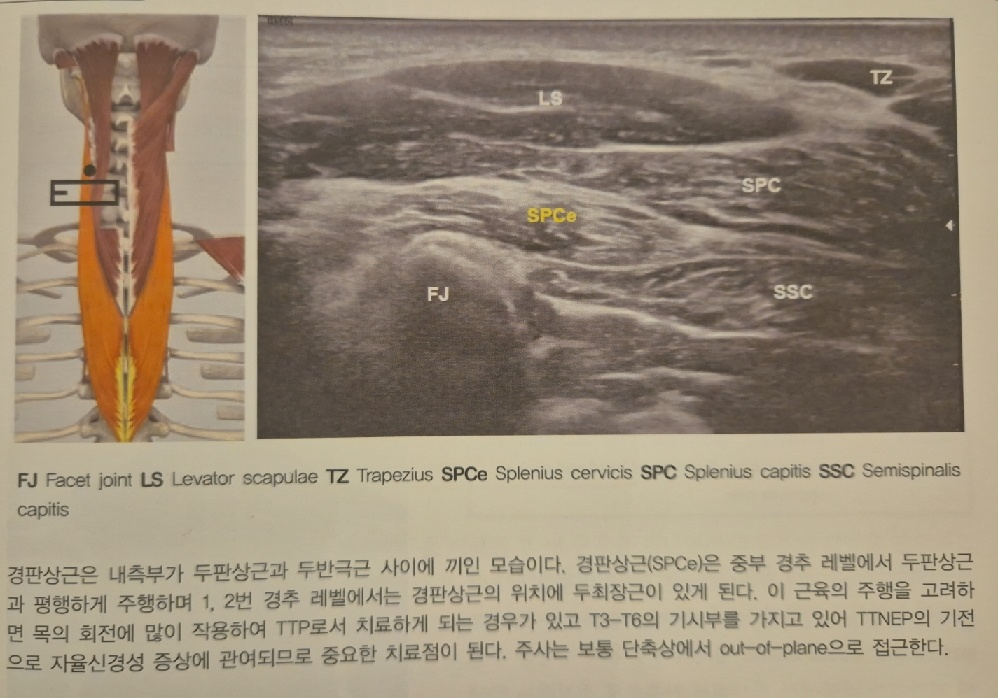 TZ
LS
SPC
SPCe
FJ
SSC
FJ Facet joint LS Levator scapulae TZ Trapezius SPCe Splenius cervicis SPC Splenius capitis SSC Semispinalis
capitis
경판상근은 내측부가 두판상근과 두반극근 사이에 끼인 모습이다. 경판상근(SPCe)은 중부 경추 레벨에서 두판상근
과 평행하게 주행하며 1, 2번 경추 레벨에서는 경판상근의 위치에 두최장근이 있게 된다. 이 근육의 주행을 고려하
면 목의 회전에 많이 작용하여 TTP로서 치료하게 되는 경우가 있고 T3-T6의 기시부를 가지고 있어 TTNEP의 기전
으로 자율신경성 증상에 관여되므로 중요한 치료점이 된다. 주사는 보통 단축상에서 out-of-plane으로 접근한다.